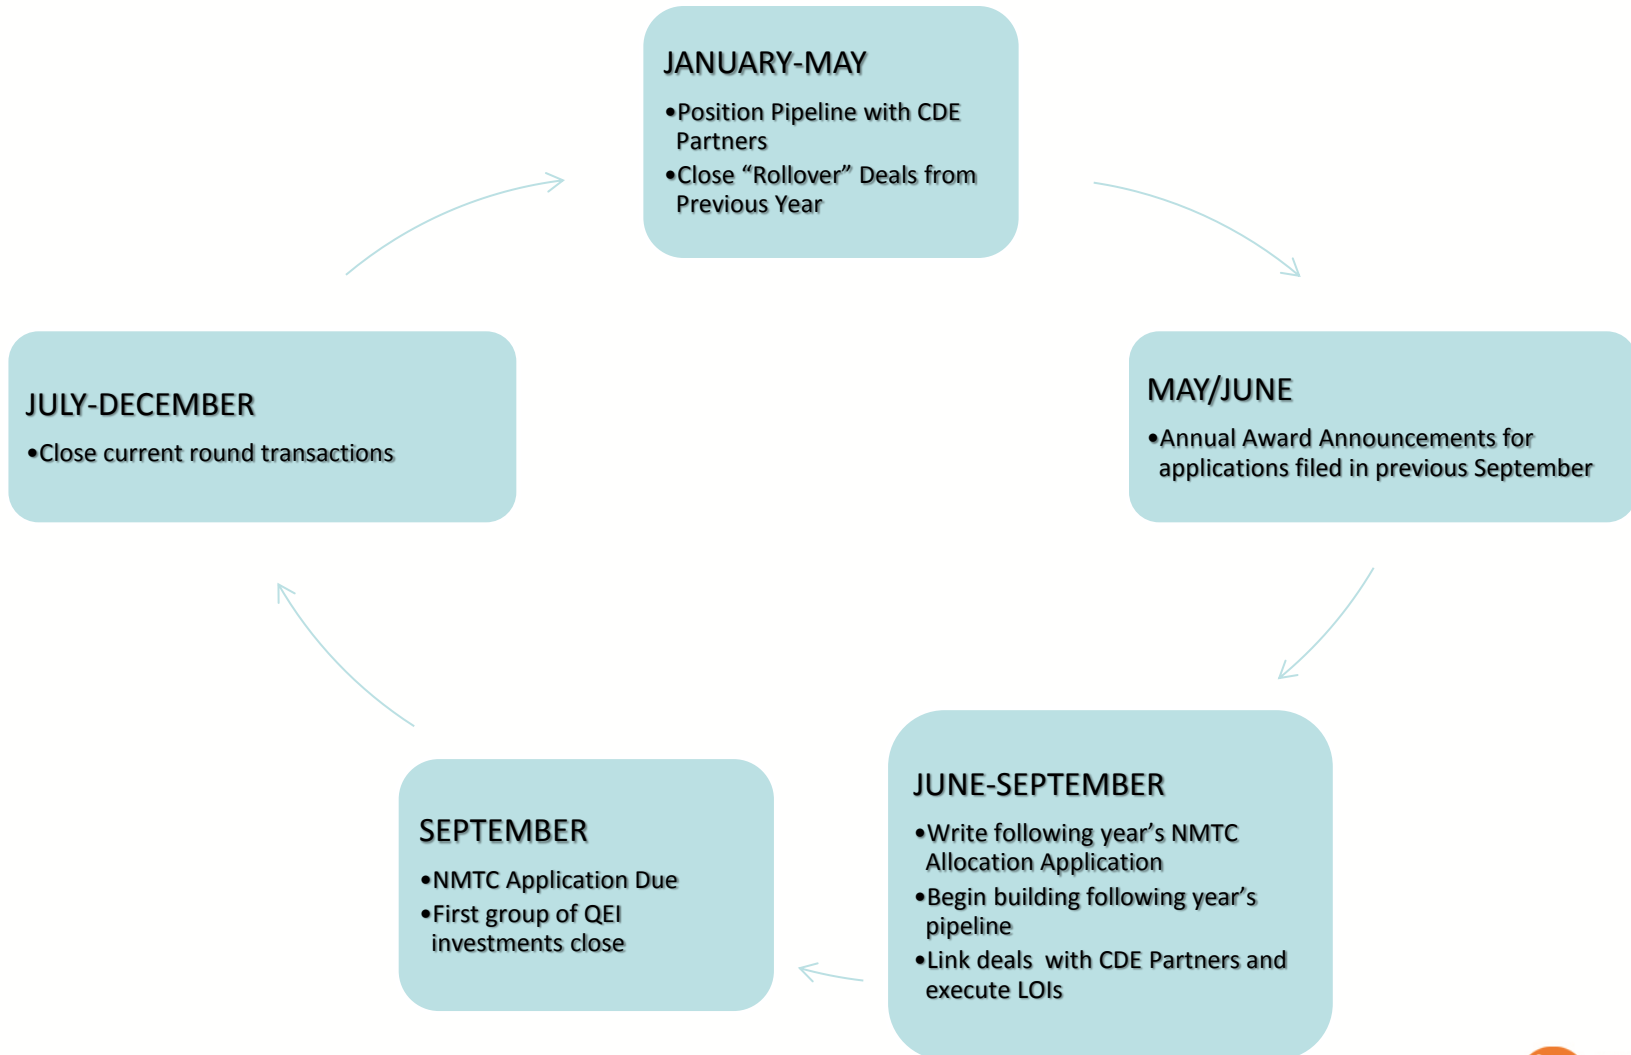 JANUARY-MAY
•Position Pipeline with CDE
Partners
•Close “Rollover” Deals from
Previous Year
MAY/JUNE
•Annual Award Announcements for
applications filed in previous September
JUNE-SEPTEMBER
•Write following year’s NMTC
Allocation Application
•Begin building following year’s
pipeline
•Link deals  with CDE Partners and
execute LOIs
SEPTEMBER
•NMTC Application Due
•First group of QEI
investments close
JULY-DECEMBER
•Close current round transactions